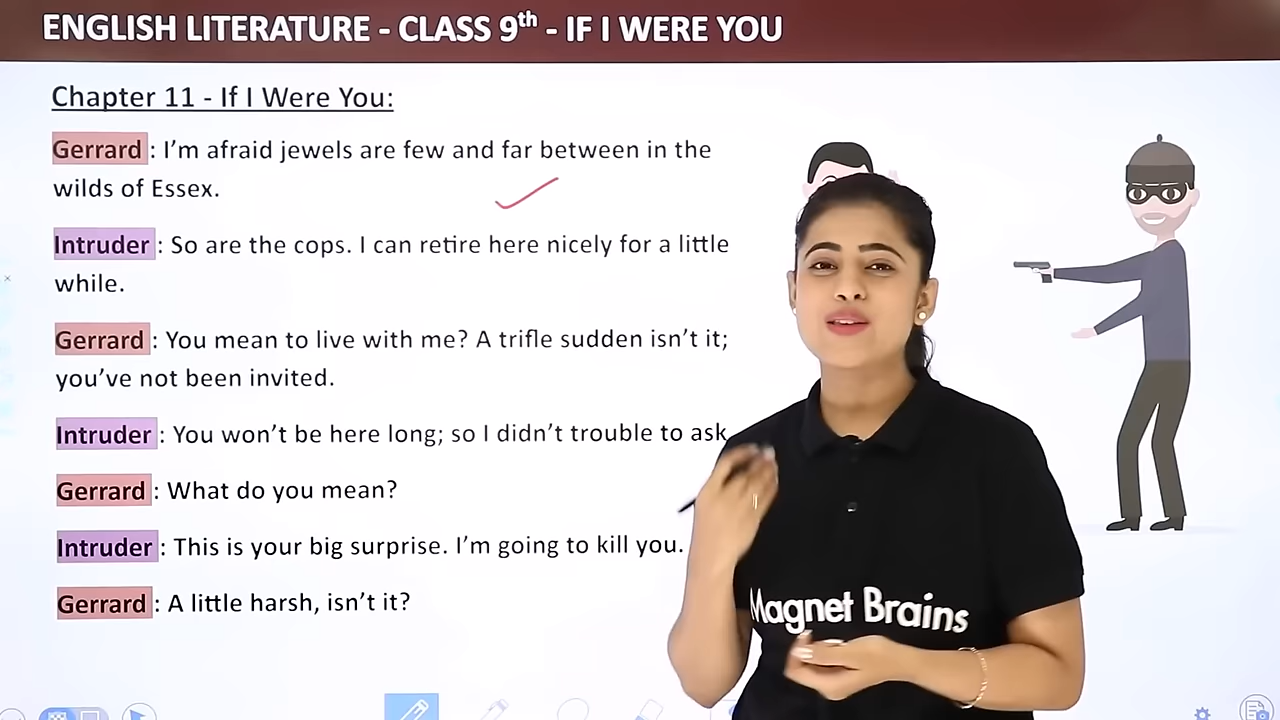 ENGLISH LITERATURE - CLASS 9th - IF I WERE YOU
Chapter 11 - If I Were You:
Gerrard : I'm afraid jewels are few and far between in the
wilds of Essex.
Intruder : So are the cops. I can retire here nicely for a little
while.
Gerrard : You mean to live with me? A trifle sudden isn't it;
you've not been invited.
Intruder : You won't be here long; so I didn't trouble to ask
Gerrard : What do you mean?
Intruder : This is your big surprise. I'm going to kill you.
Gerrard : A little harsh, isn't it?
Magnet Brains